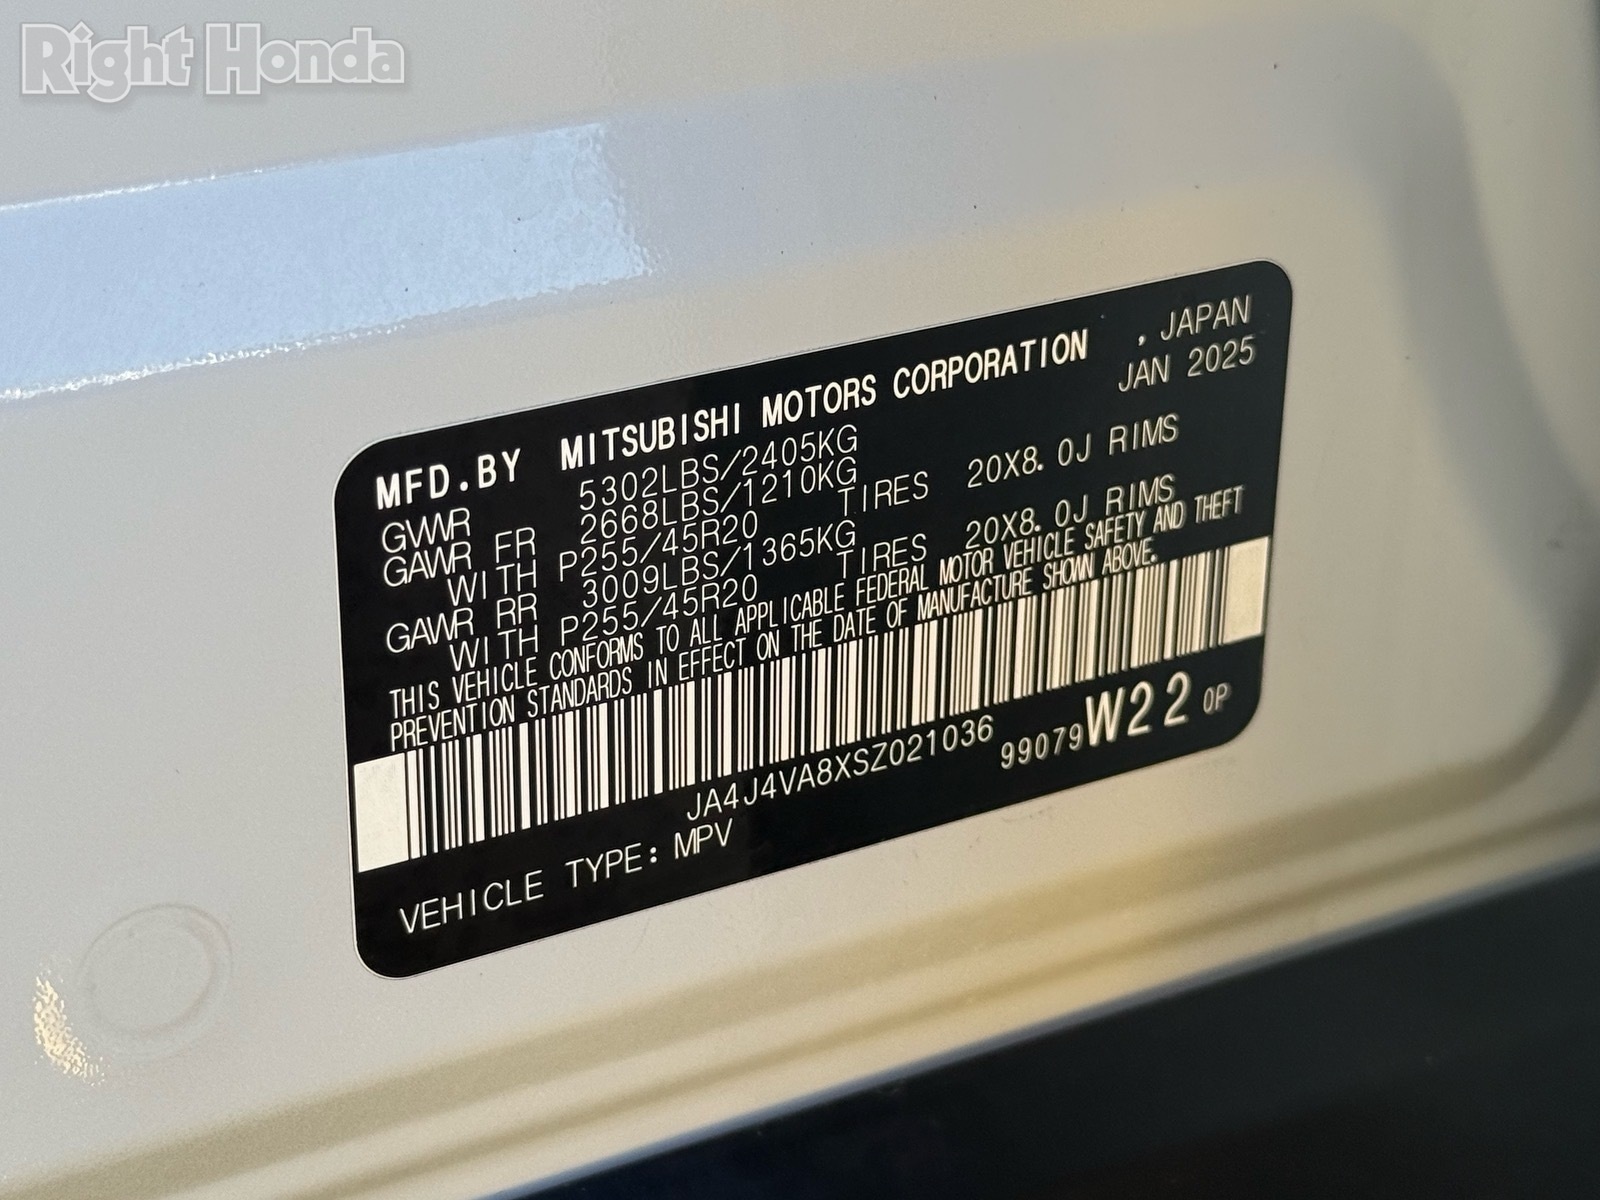 Right Honda
MFD.BY MITSUBISHI MOTORS CORPORATION , JAPAN
JAN 2025
GVWR 5302LBS/2405KG
GAWR FR 2668LBS/1210KG
WITH P255/45R20 TIRES 20X8.0J RIMS
GAWR RR 3009LBS/1365KG
WITH P255/45R20 TIRES 20X8.0J RIMS
THIS VEHICLE CONFORMS TO ALL APPLICABLE FEDERAL MOTOR VEHICLE SAFETY AND THEFT
PREVENTION STANDARDS IN EFFECT ON THE DATE OF MANUFACTURE SHOWN ABOVE.
JA4J4VA8XSZ021036 99079 W22 0P
VEHICLE TYPE: MPV